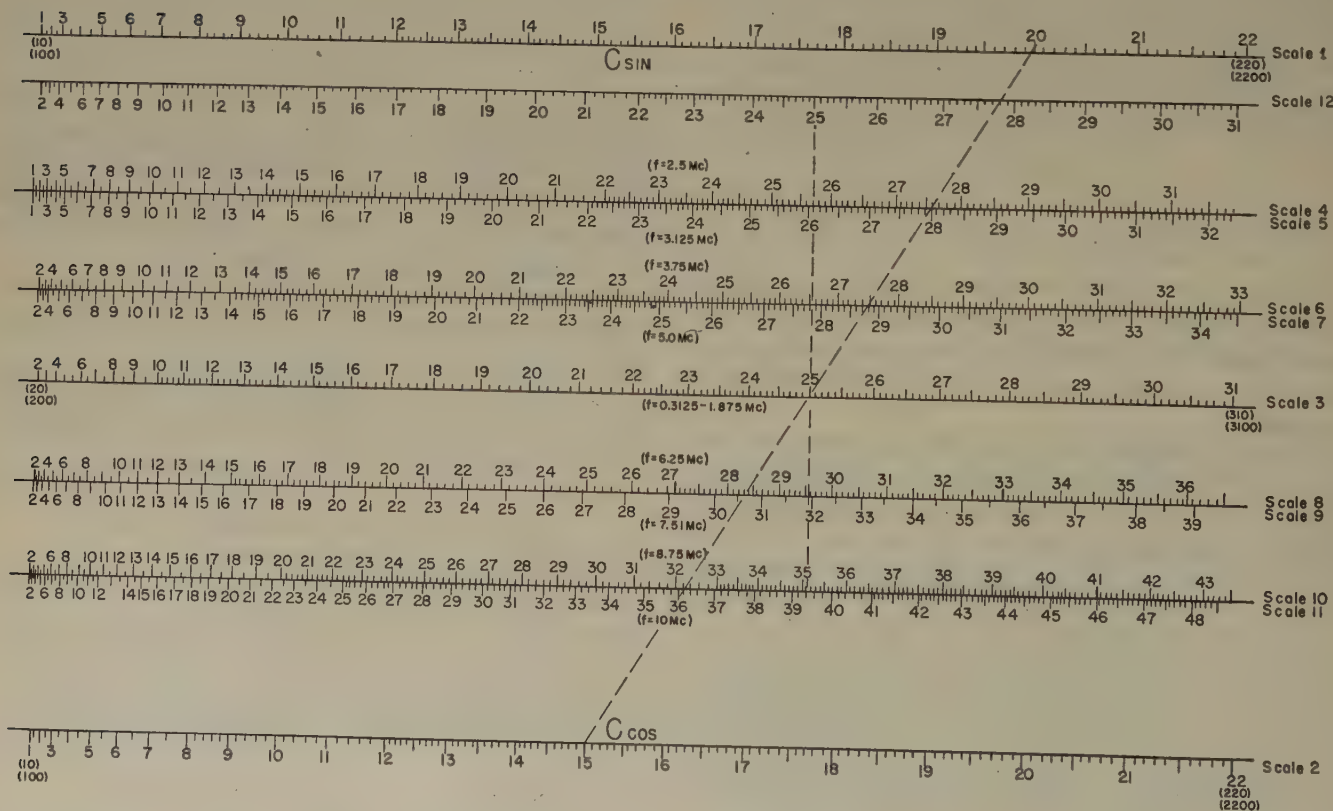 1 3 5 6 7 8 9 10 11 12 13 14 15 16 17 18 19 20 21 22
(10) (220) Scale 1
(100) C SIN (2200)
Scale 12
2 4 6 7 8 9 10 11 12 13 14 15 16 17 18 19 20 21 22 23 24 25 26 27 28 29 30 31
(f=2.5 Mc)
1 3 5 7 8 9 10 11 12 13 14 15 16 17 18 19 20 21 22 23 24 25 26 27 28 29 30 31
Scale 4
1 3 5 7 8 9 10 11 12 13 14 15 16 17 18 19 20 21 22 23 24 25 26 27 28 29 30 31 32
Scale 5
(f=3.125 Mc)
(f=3.75 Mc)
2 4 6 7 8 9 10 11 12 13 14 15 16 17 18 19 20 21 22 23 24 25 26 27 28 29 30 31 32 33
Scale 6
2 4 6 8 9 10 11 12 13 14 15 16 17 18 19 20 21 22 23 24 25 26 27 28 29 30 31 32 33 34
Scale 7
(f=5.0 Mc)
2 4 6 8 9 10 11 12 13 14 15 16 17 18 19 20 21 22 23 24 25 26 27 28 29 30 31
(20) (f=0.3125-1.875 Mc) Scale 3
(200) (310)
(3100)
(f=6.25 Mc)
2 4 6 8 10 11 12 13 14 15 16 17 18 19 20 21 22 23 24 25 26 27 28 29 30 31 32 33 34 35 36
Scale 8
2 4 6 8 10 11 12 13 14 15 16 17 18 19 20 21 22 23 24 25 26 27 28 29 30 31 32 33 34 35 36 37 38 39
Scale 9
(f=7.51 Mc)
(f=8.75 Mc)
2 6 8 10 11 12 13 14 15 16 17 18 19 20 21 22 23 24 25 26 27 28 29 30 31 32 33 34 35 36 37 38 39 40 41 42 43
Scale 10
2 6 8 10 12 14 15 16 17 18 19 20 21 22 23 24 25 26 27 28 29 30 31 32 33 34 35 36 37 38 39 40 41 42 43 44 45 46 47 48
Scale 11
(f=10 Mc)
C COS
1 3 5 6 7 8 9 10 11 12 13 14 15 16 17 18 19 20 21 22
Scale 2
(10) (220)
(100) (2200)